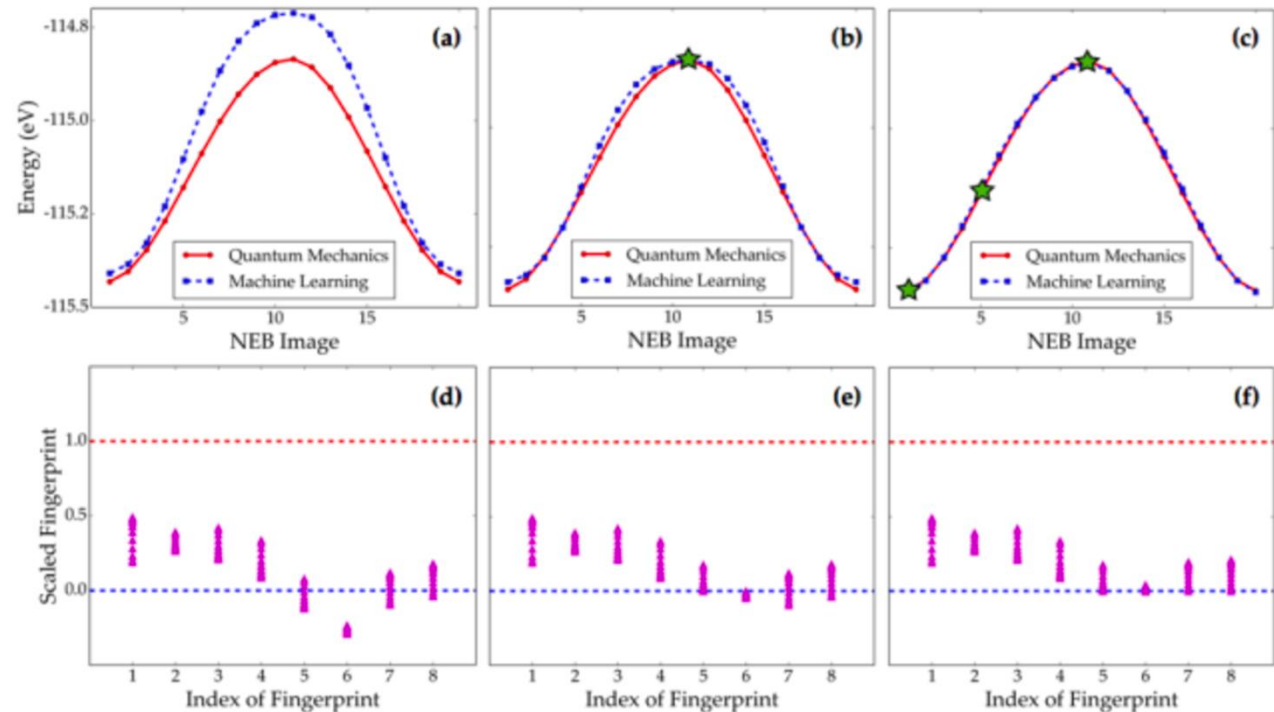 (a)
(b)
(c)
Energy (eV)
-114.8
-115.0
-115.2
-115.5
Quantum Mechanics
Machine Learning
Quantum Mechanics
Machine Learning
Quantum Mechanics
Machine Learning
5 10 15
5 10 15
5 10 15
NEB Image
NEB Image
NEB Image
(d)
(e)
(f)
Scaled Fingerprint
1.0
0.5
0.0
1 2 3 4 5 6 7 8
1 2 3 4 5 6 7 8
1 2 3 4 5 6 7 8
Index of Fingerprint
Index of Fingerprint
Index of Fingerprint